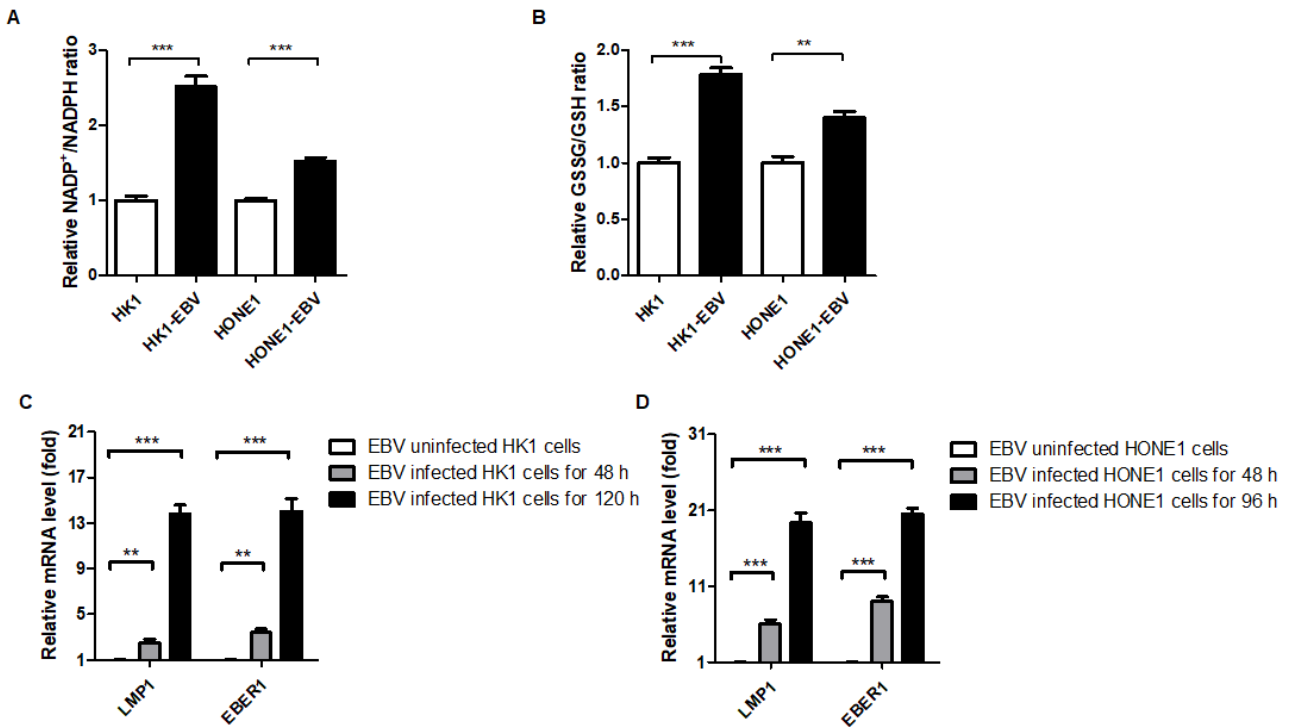 A
Relative NADP+/NADPH ratio
3
2
1
0
***
***
HK1
HK1-EBV
HONE1
HONE1-EBV
B
Relative GSSG/GSH ratio
2.0
1.5
1.0
0.5
0.0
***
**
HK1
HK1-EBV
HONE1
HONE1-EBV
C
Relative mRNA level (fold)
21
17
13
9
5
1
***
***
**
**
LMP1
EBER1
EBV uninfected HK1 cells
EBV infected HK1 cells for 48 h
EBV infected HK1 cells for 120 h
D
Relative mRNA level (fold)
31
21
11
1
***
***
***
***
LMP1
EBER1
EBV uninfected HONE1 cells
EBV infected HONE1 cells for 48 h
EBV infected HONE1 cells for 96 h